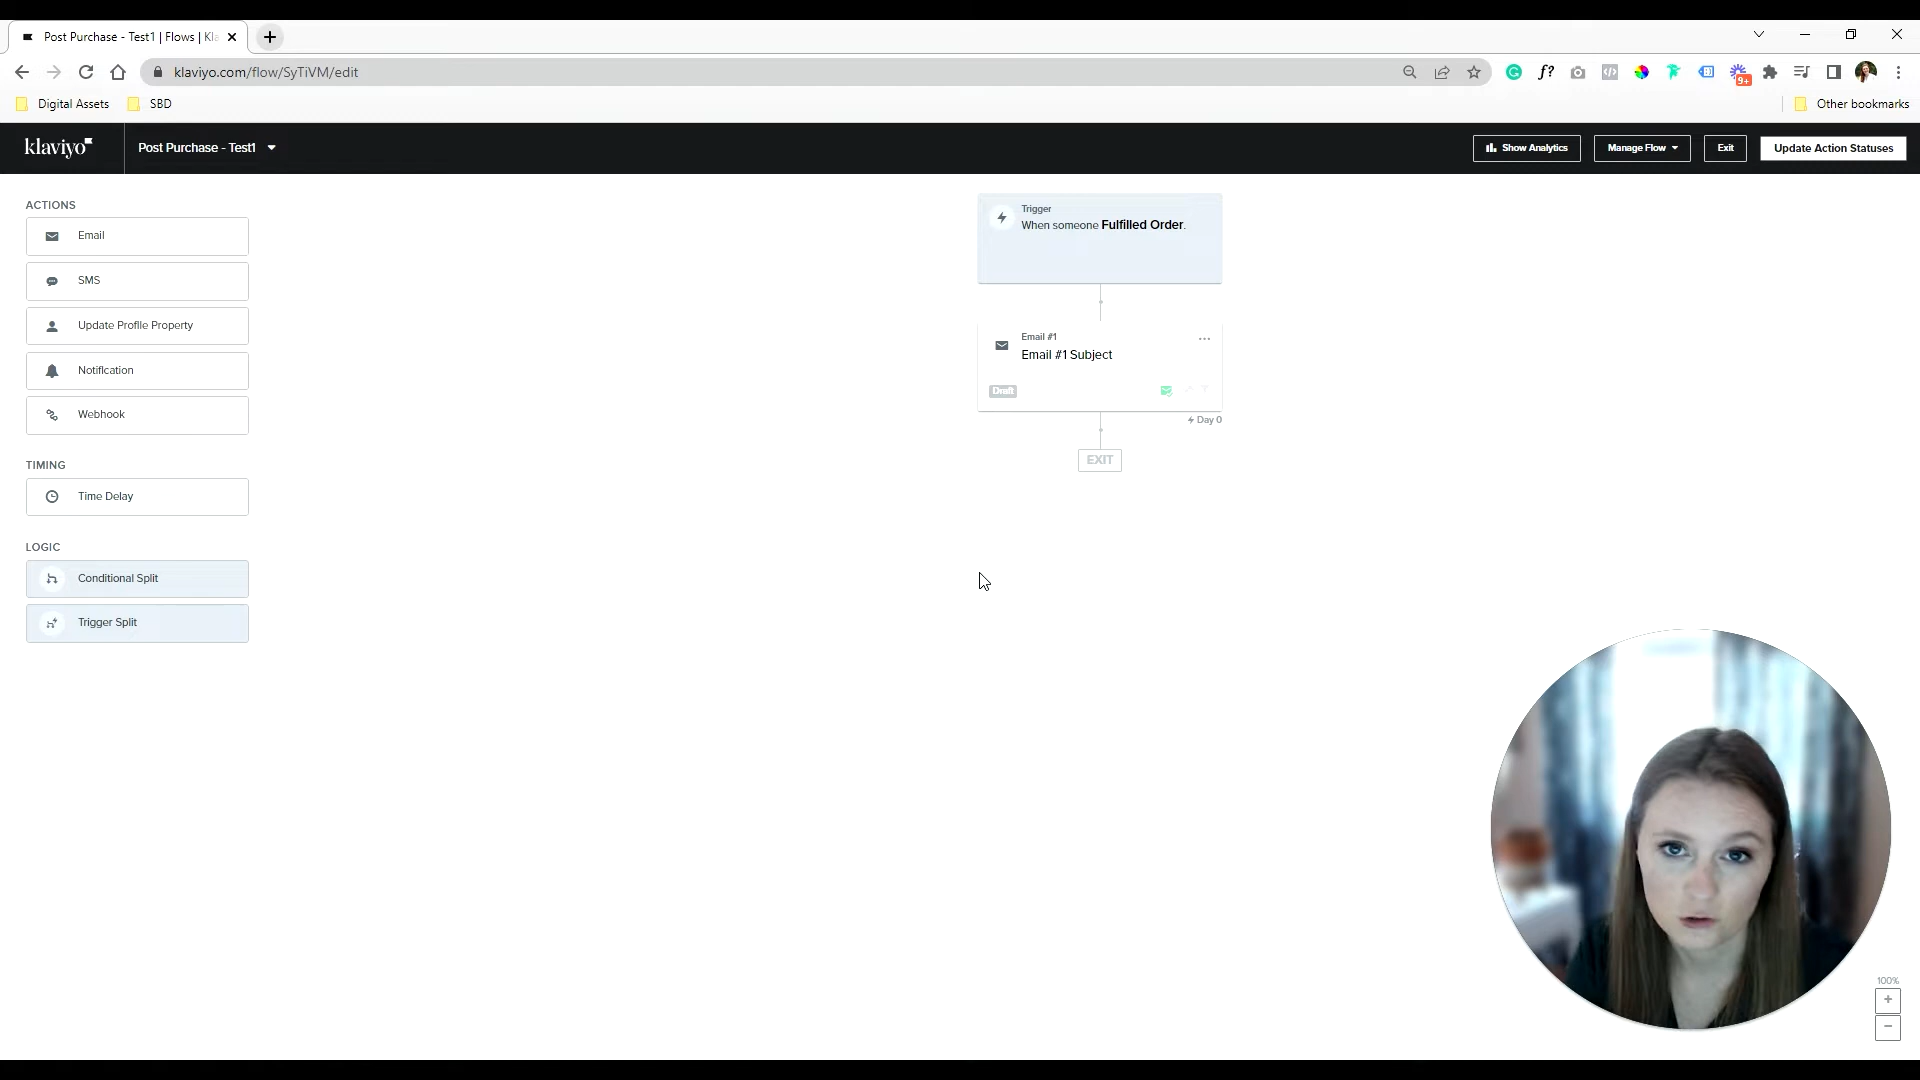 Post Purchase - Test1 | Flows | Kla
klaviyo.com/flow/SyTiVM/edit
f?
9+
Digital Assets
SBD
Other bookmarks
klaviyo
Post Purchase - Test1
Show Analytics
Manage Flow
Exit
Update Action Statuses
ACTIONS
Email
SMS
Update Profile Property
Notification
Webhook
TIMING
Time Delay
LOGIC
Conditional Split
Trigger Split
Trigger
When someone Fulfilled Order.
Email #1
Email #1 Subject
Draft
Day 0
EXIT
100%